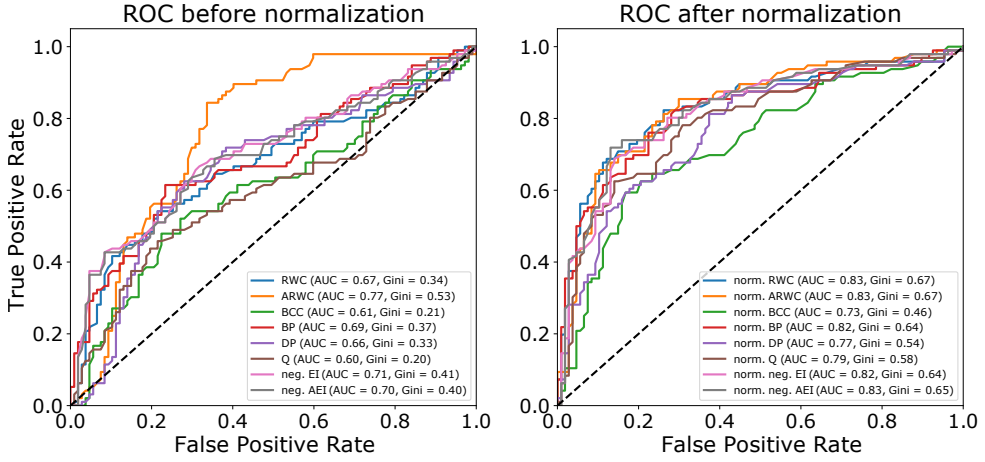 ROC before normalization
True Positive Rate
1.0
0.8
0.6
0.4
0.2
0.0
RWC (AUC = 0.67, Gini = 0.34)
ARWC (AUC = 0.77, Gini = 0.53)
BCC (AUC = 0.61, Gini = 0.21)
BP (AUC = 0.69, Gini = 0.37)
DP (AUC = 0.66, Gini = 0.33)
Q (AUC = 0.60, Gini = 0.20)
neg. EI (AUC = 0.71, Gini = 0.41)
neg. AEI (AUC = 0.70, Gini = 0.40)
0.0 0.2 0.4 0.6 0.8 1.0
False Positive Rate
ROC after normalization
1.0
0.8
0.6
0.4
0.2
0.0
norm. RWC (AUC = 0.83, Gini = 0.67)
norm. ARWC (AUC = 0.83, Gini = 0.67)
norm. BCC (AUC = 0.73, Gini = 0.46)
norm. BP (AUC = 0.82, Gini = 0.64)
norm. DP (AUC = 0.77, Gini = 0.54)
norm. Q (AUC = 0.79, Gini = 0.58)
norm. neg. EI (AUC = 0.82, Gini = 0.64)
norm. neg. AEI (AUC = 0.83, Gini = 0.65)
0.0 0.2 0.4 0.6 0.8 1.0
False Positive Rate